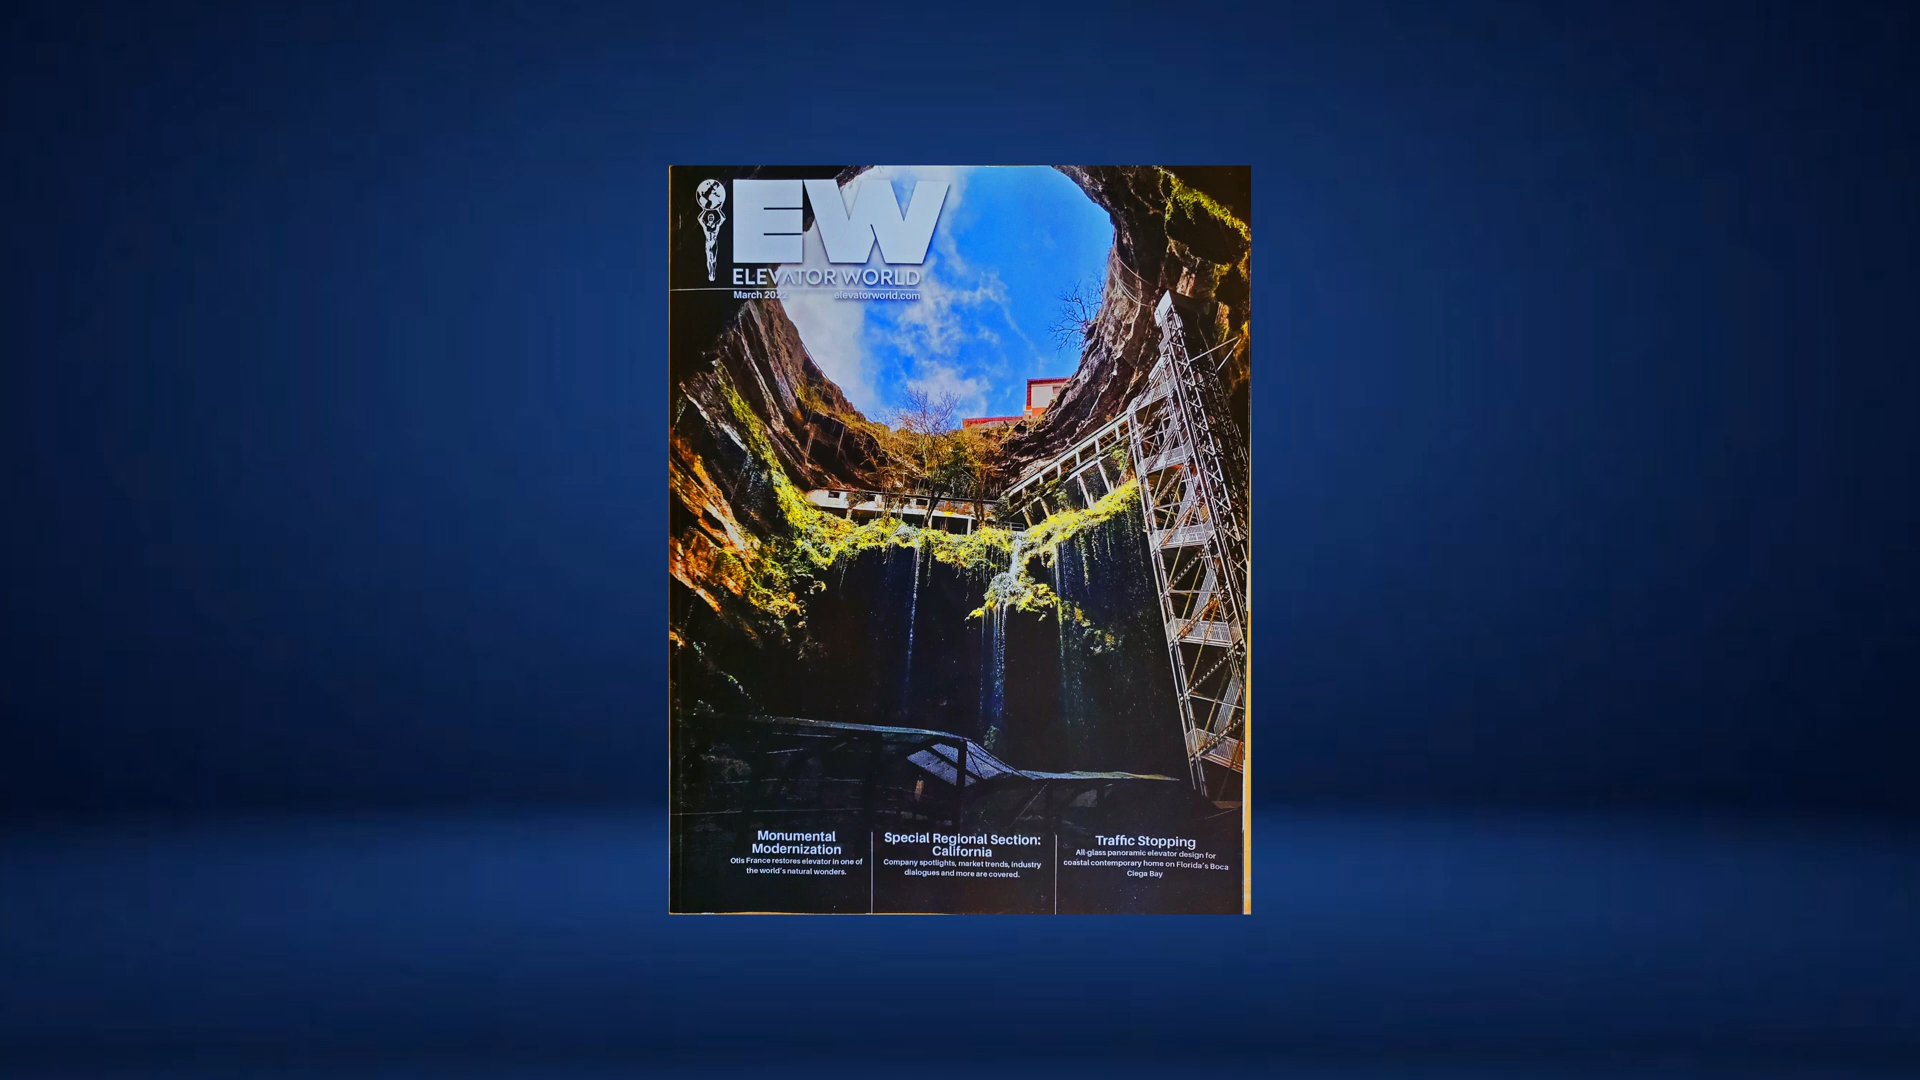 EW
ELEVATOR WORLD
March 2022 elevatorworld.com
Monumental
Modernization
Otis France restores elevator in one of
the world's natural wonders.
Special Regional Section:
California
Company spotlights, market trends, industry
dialogues and more are covered.
Traffic Stopping
All-glass panoramic elevator design for
coastal contemporary home on Florida's Boca
Ciega Bay